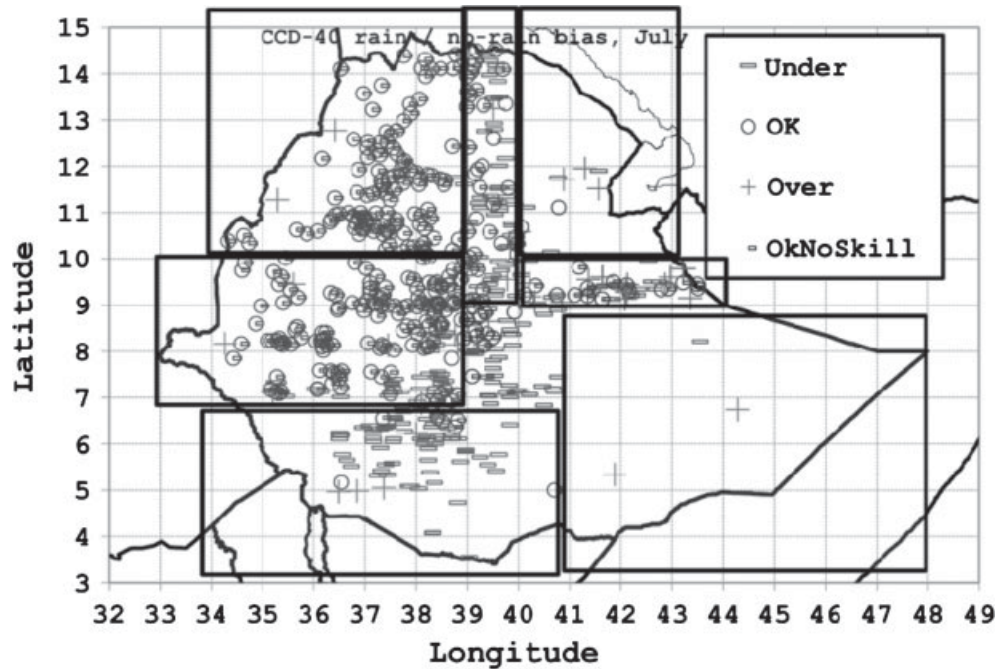 CCD-40 rain / no-rain bias, July
Under
OK
Over
OkNoSkill
Latitude
15
14
13
12
11
10
9
8
7
6
5
4
3
32 33 34 35 36 37 38 39 40 41 42 43 44 45 46 47 48 49
Longitude